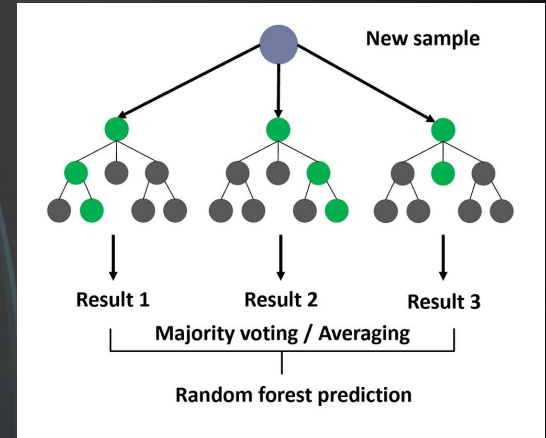 New sample
Result 1
Result 2
Result 3
Majority voting / Averaging
Random forest prediction